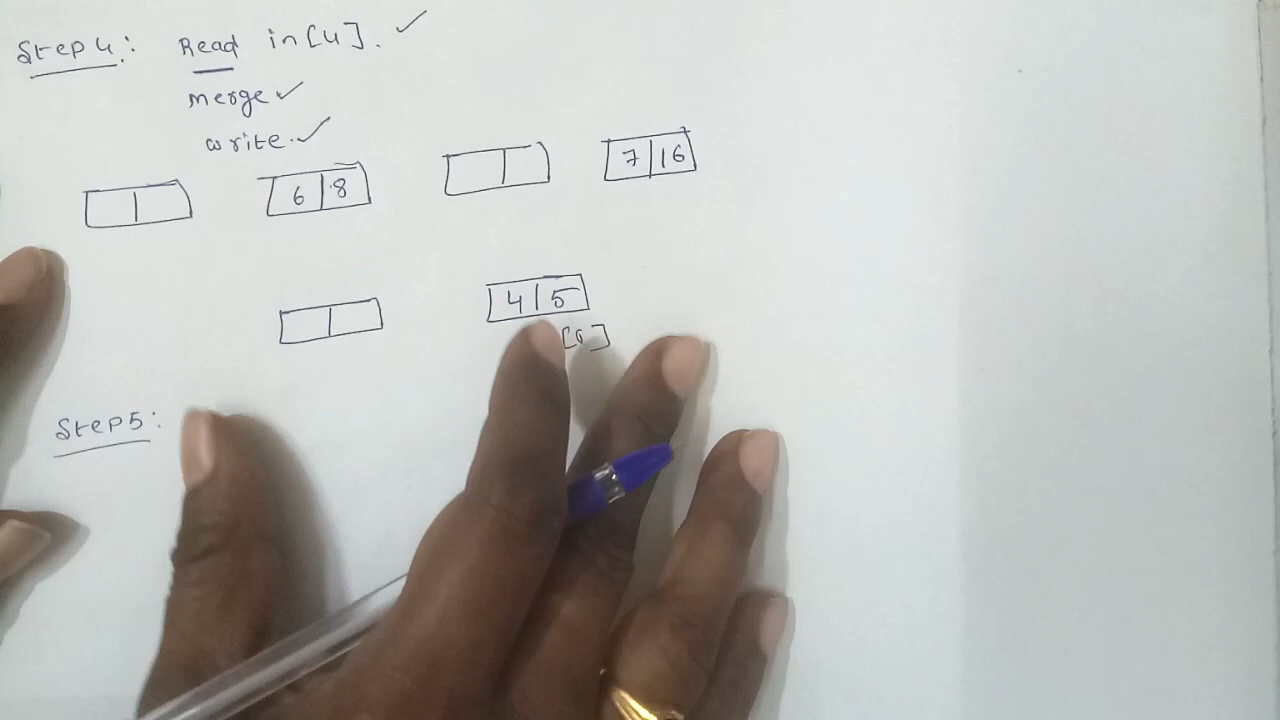 Step 4: Read in [4]. ✓
merge ✓
write. ✓
6 8
7 16
4 5
Step 5: